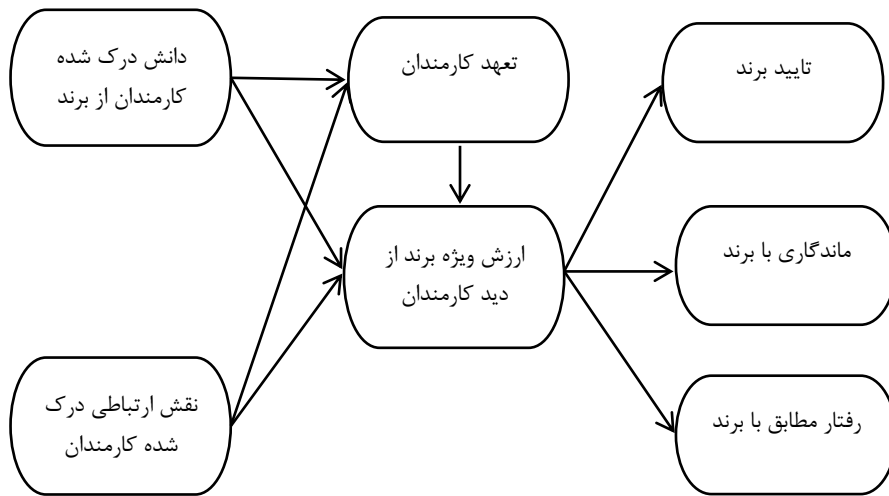 دانش درک شده
کارمندان از برند
تعهد کارمندان
تایید برند
ارزش ویژه برند از
دید کارمندان
ماندگاری با برند
نقش ارتباطی درک
شده کارمندان
رفتار مطابق با برند